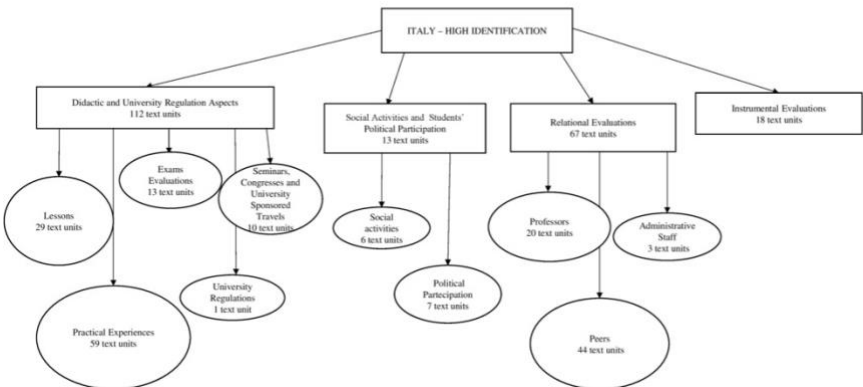 ITALY – HIGH IDENTIFICATION
Didactic and University Regulation Aspects
112 text units
Social Activities and Students'
Political Participation
13 text units
Relational Evaluations
67 text units
Instrumental Evaluations
18 text units
Lessons
29 text units
Exams
Evaluations
13 text units
Seminars,
Congresses and
University
Sponsored
Travels
10 text units
Social
activities
6 text units
Professors
20 text units
Administrative
Staff
3 text units
Practical Experiences
59 text units
University
Regulations
1 text unit
Political
Partecipation
7 text units
Peers
44 text units